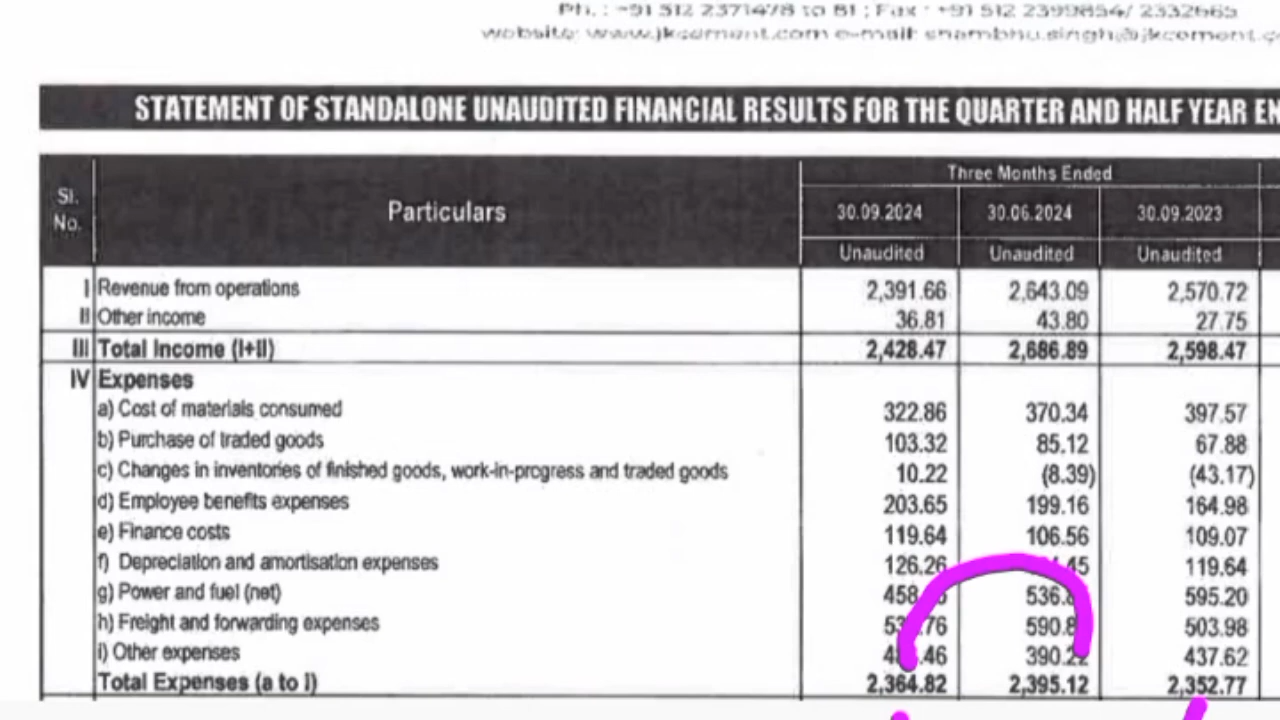 Ph. : +91 512 2371478 to 81 ; Fax : +91 512 2399854/ 2332665
website: www.jkcement.com e-mail: shambhu.singh@jkcement.c
STATEMENT OF STANDALONE UNAUDITED FINANCIAL RESULTS FOR THE QUARTER AND HALF YEAR EN
Sl. No. Particulars Three Months Ended
30.09.2024 30.06.2024 30.09.2023
Unaudited Unaudited Unaudited
I Revenue from operations 2,391.66 2,643.09 2,570.72
II Other income 36.81 43.80 27.75
III Total Income (I+II) 2,428.47 2,686.89 2,598.47
IV Expenses
a) Cost of materials consumed 322.86 370.34 397.57
b) Purchase of traded goods 103.32 85.12 67.88
c) Changes in inventories of finished goods, work-in-progress and traded goods 10.22 (8.39) (43.17)
d) Employee benefits expenses 203.65 199.16 164.98
e) Finance costs 119.64 106.56 109.07
f) Depreciation and amortisation expenses 126.26 119.64
g) Power and fuel (net) 595.20
h) Freight and forwarding expenses 503.98
i) Other expenses 437.62
Total Expenses (a to i) 2,364.82 2,395.12 2,352.77